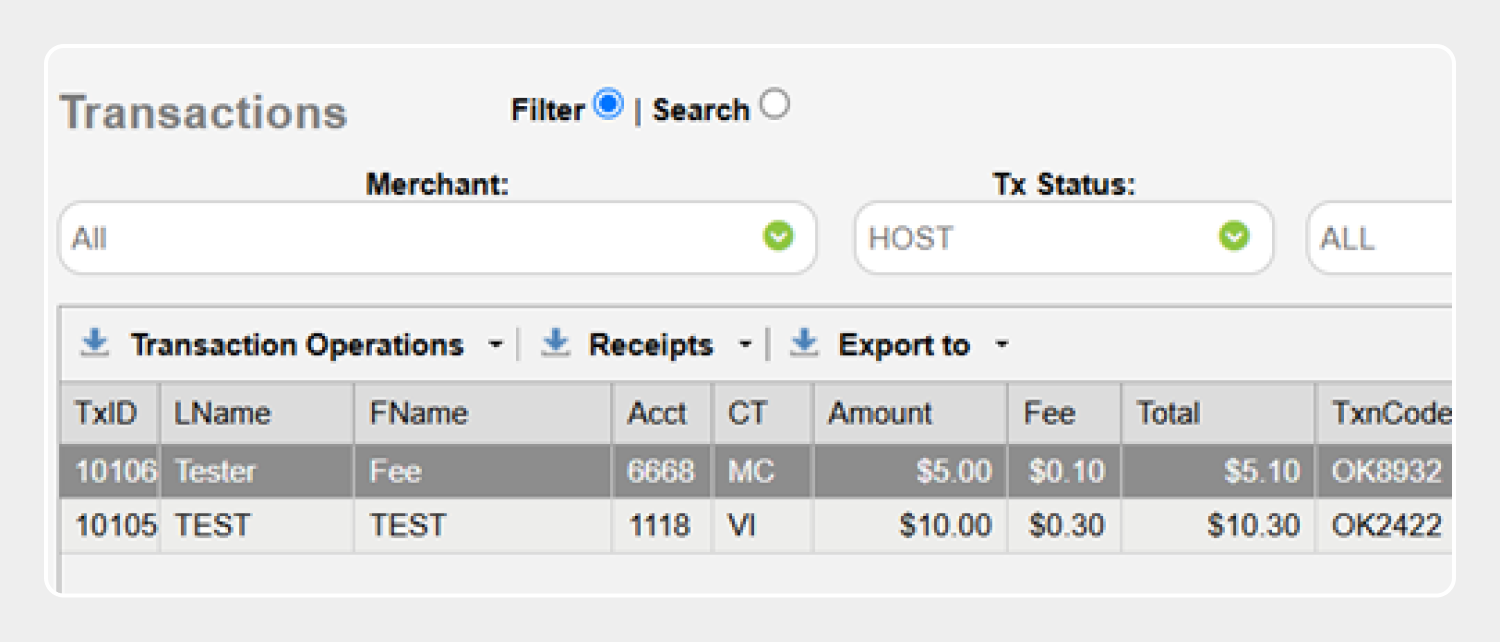 Transactions Filter | Search
Merchant: Tx Status:
All HOST ALL
Transaction Operations | Receipts | Export to
TxID LName FName Acct CT Amount Fee Total TxnCode
10106 Tester Fee 6668 MC $5.00 $0.10 $5.10 OK8932
10105 TEST TEST 1118 VI $10.00 $0.30 $10.30 OK2422